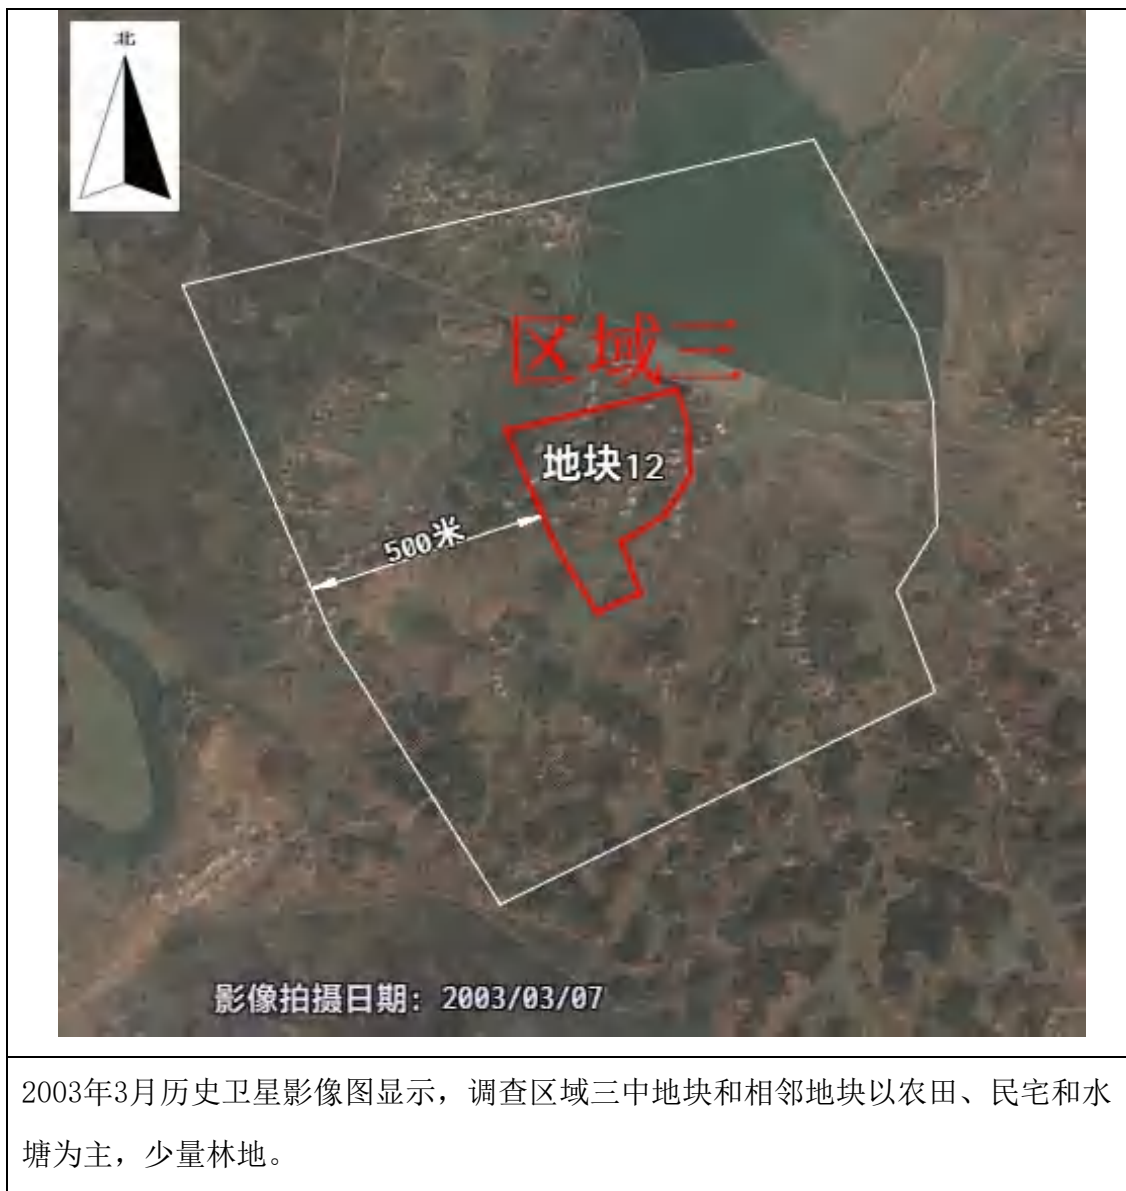 北
区域三
地块12
500米
影像拍摄日期：2003/03/07
2003年3月历史卫星影像图显示，调查区域三中地块和相邻地块以农田、民宅和水
塘为主，少量林地。